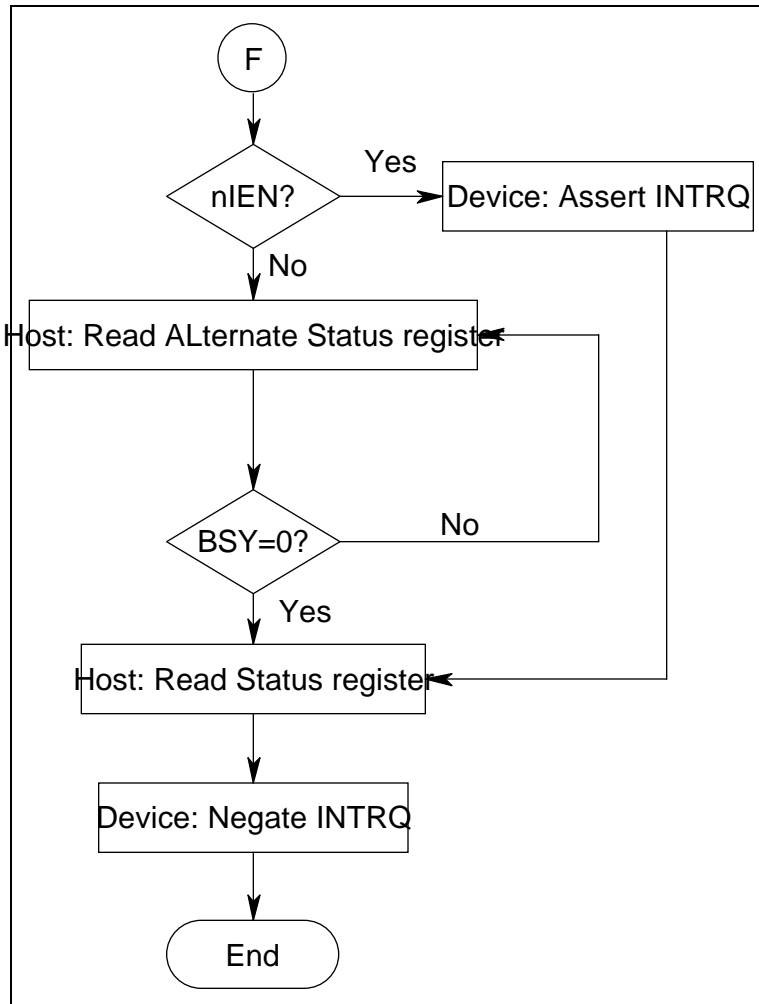 F
nIEN?
Yes
Device: Assert INTRQ
No
Host: Read ALternate Status register
BSY=0?
No
Yes
Host: Read Status register
Device: Negate INTRQ
End